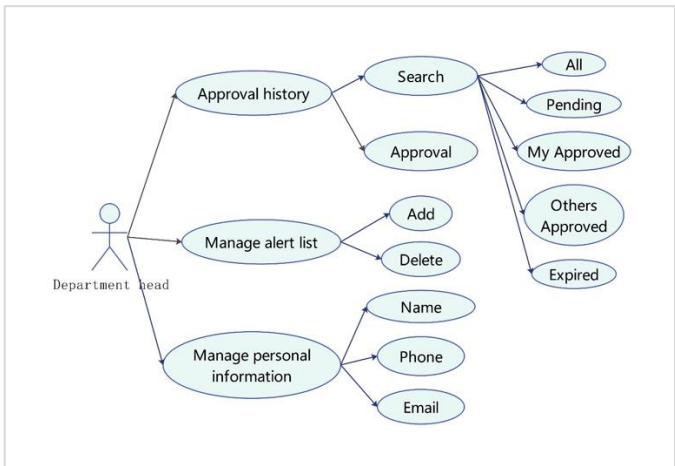 All
Search
Approval history
Pending
My Approved
Approval
Others
Approved
Add
Manage alert list
Delete
Expired
Department head
Name
Manage personal
information
Phone
Email